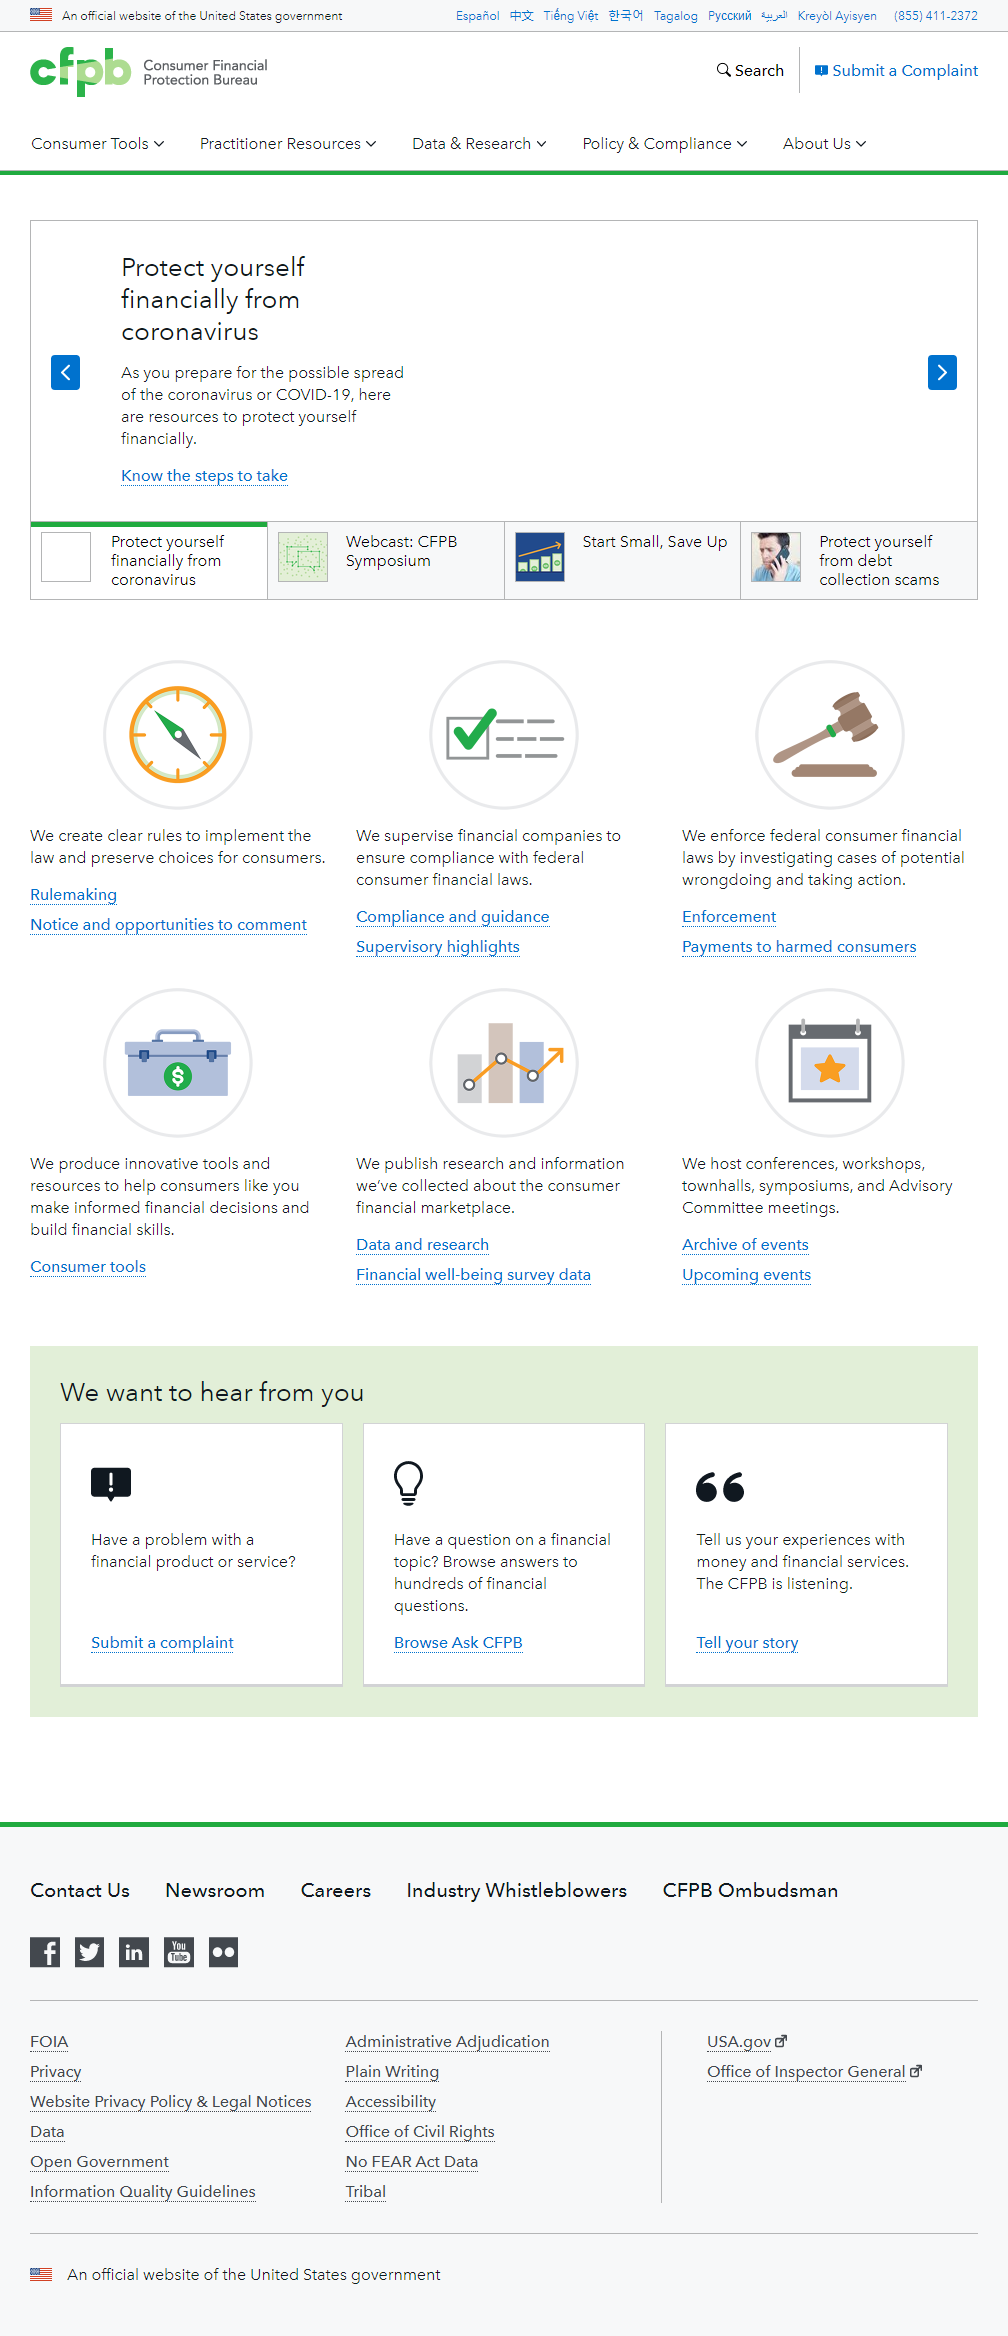 An official website of the United States government
Español 中文 Tiếng Việt 한국어 Tagalog Русский العربية Kreyòl Ayisyen (855) 411-2372
cfpb Consumer Financial
Protection Bureau
Search
Submit a Complaint
Consumer Tools Practitioner Resources Data & Research Policy & Compliance About Us
Protect yourself
financially from
coronavirus
As you prepare for the possible spread
of the coronavirus or COVID-19, here
are resources to protect yourself
financially.
Know the steps to take
Protect yourself
financially from
coronavirus
Webcast: CFPB
Symposium
Start Small, Save Up
Protect yourself
from debt
collection scams
We create clear rules to implement the
law and preserve choices for consumers.
Rulemaking
Notice and opportunities to comment
We supervise financial companies to
ensure compliance with federal
consumer financial laws.
Compliance and guidance
Supervisory highlights
We enforce federal consumer financial
laws by investigating cases of potential
wrongdoing and taking action.
Enforcement
Payments to harmed consumers
$
We produce innovative tools and
resources to help consumers like you
make informed financial decisions and
build financial skills.
Consumer tools
We publish research and information
we've collected about the consumer
financial marketplace.
Data and research
Financial well-being survey data
We host conferences, workshops,
townhalls, symposiums, and Advisory
Committee meetings.
Archive of events
Upcoming events
We want to hear from you
Have a problem with a
financial product or service?
Submit a complaint
Have a question on a financial
topic? Browse answers to
hundreds of financial
questions.
Browse Ask CFPB
Tell us your experiences with
money and financial services.
The CFPB is listening.
Tell your story
Contact Us Newsroom Careers Industry Whistleblowers CFPB Ombudsman
f in You Tube
FOIA
Privacy
Website Privacy Policy & Legal Notices
Data
Open Government
Information Quality Guidelines
Administrative Adjudication
Plain Writing
Accessibility
Office of Civil Rights
No FEAR Act Data
Tribal
USA.gov
Office of Inspector General
An official website of the United States government